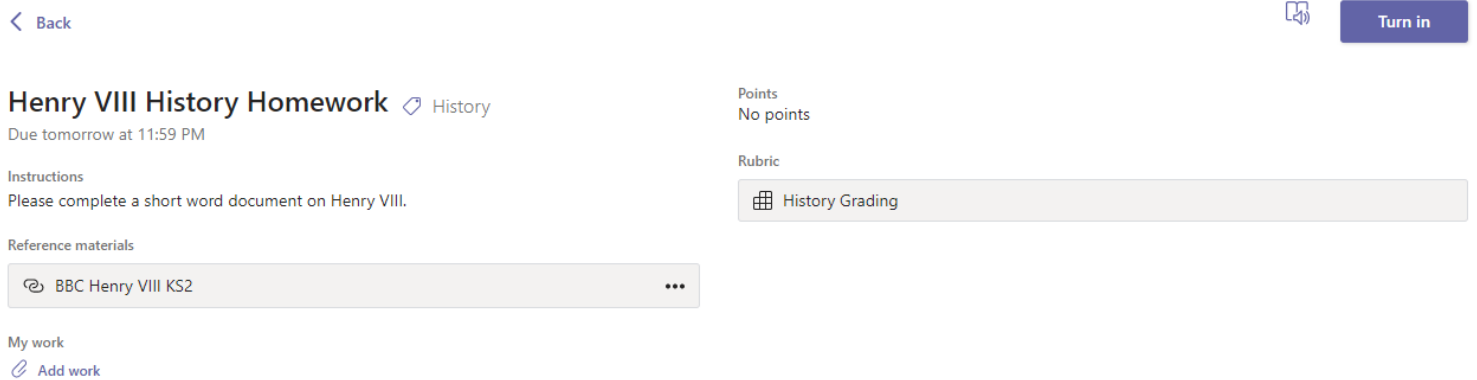 Back
Turn in
Henry VIII History Homework History
Due tomorrow at 11:59 PM
Instructions
Please complete a short word document on Henry VIII.
Reference materials
BBC Henry VIII KS2
My work
Add work
Points
No points
Rubric
History Grading